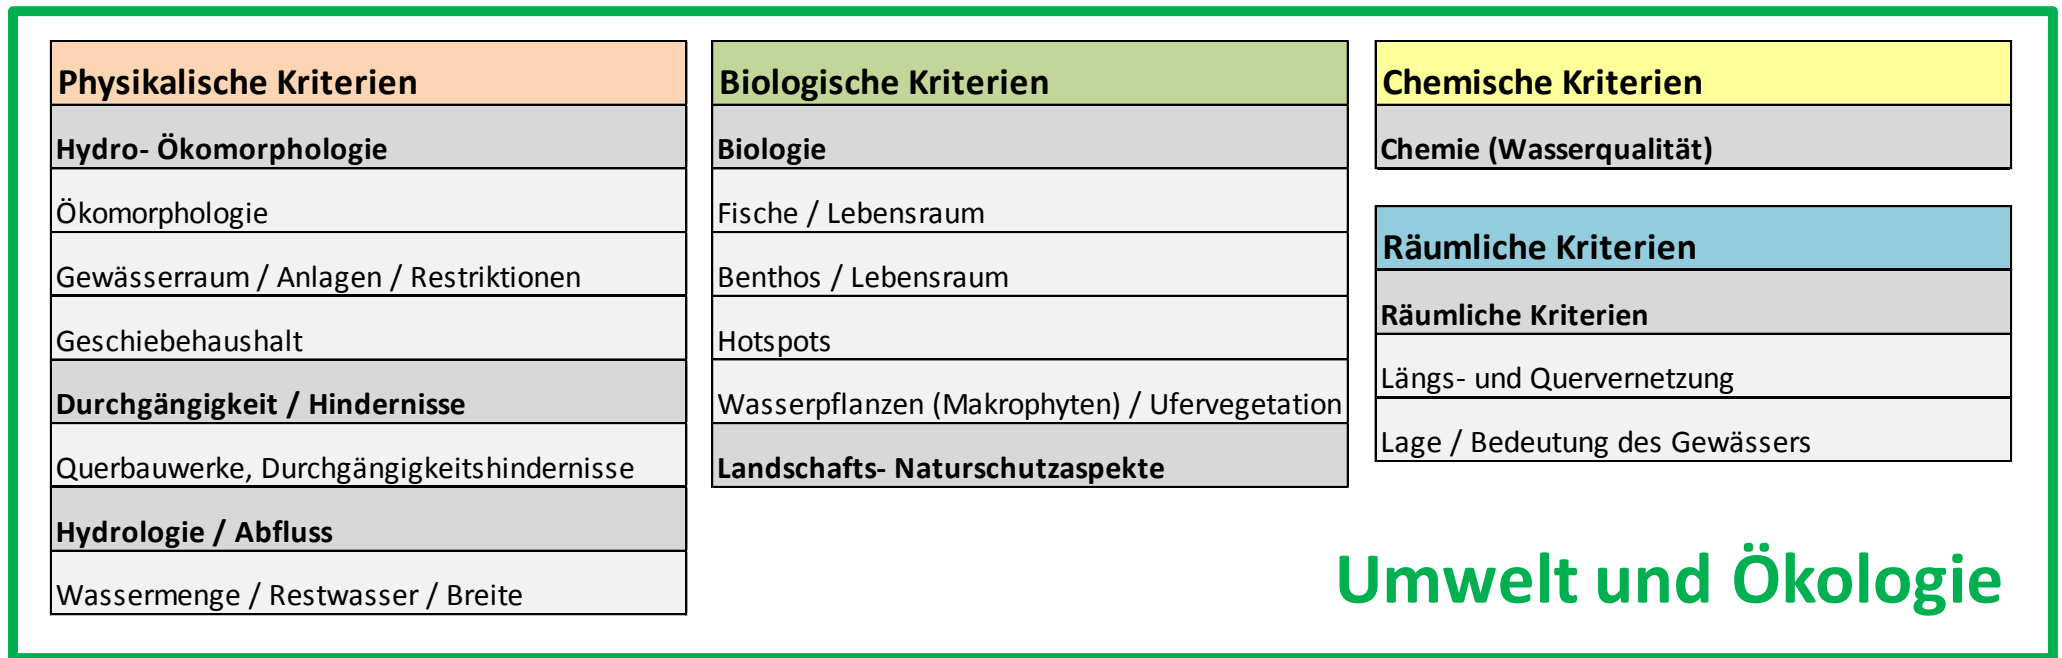 Physikalische Kriterien
Hydro- Ökomorphologie
Ökomorphologie
Gewässerraum / Anlagen / Restriktionen
Geschiebehaushalt
Durchgängigkeit / Hindernisse
Querbauwerke, Durchgängigkeitshindernisse
Hydrologie / Abfluss
Wassermenge / Restwasser / Breite
Biologische Kriterien
Biologie
Fische / Lebensraum
Benthos / Lebensraum
Hotspots
Wasserpflanzen (Makrophyten) / Ufervegetation
Landschafts- Naturschutzaspekte
Chemische Kriterien
Chemie (Wasserqualität)
Räumliche Kriterien
Räumliche Kriterien
Längs- und Quervernetzung
Lage / Bedeutung des Gewässers
Umwelt und Ökologie